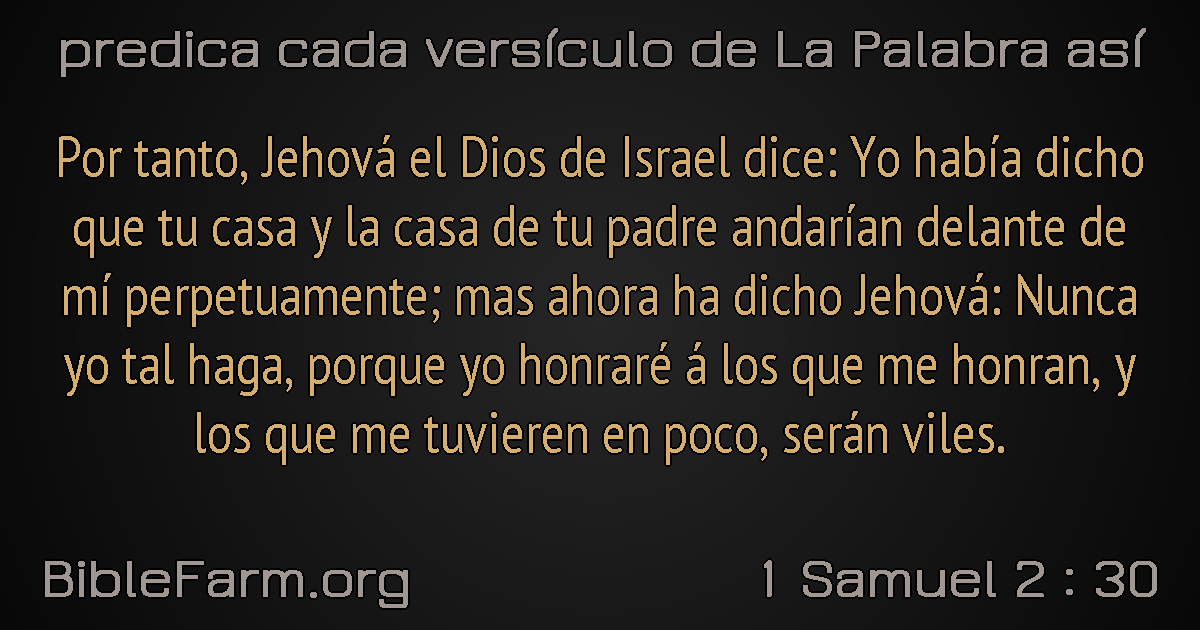 predica cada versículo de La Palabra así
Por tanto, Jehová el Dios de Israel dice: Yo había dicho
que tu casa y la casa de tu padre andarían delante de
mí perpetuamente; mas ahora ha dicho Jehová: Nunca
yo tal haga, porque yo honraré á los que me honran, y
los que me tuvieren en poco, serán viles.
BibleFarm.org
1 Samuel 2 : 30